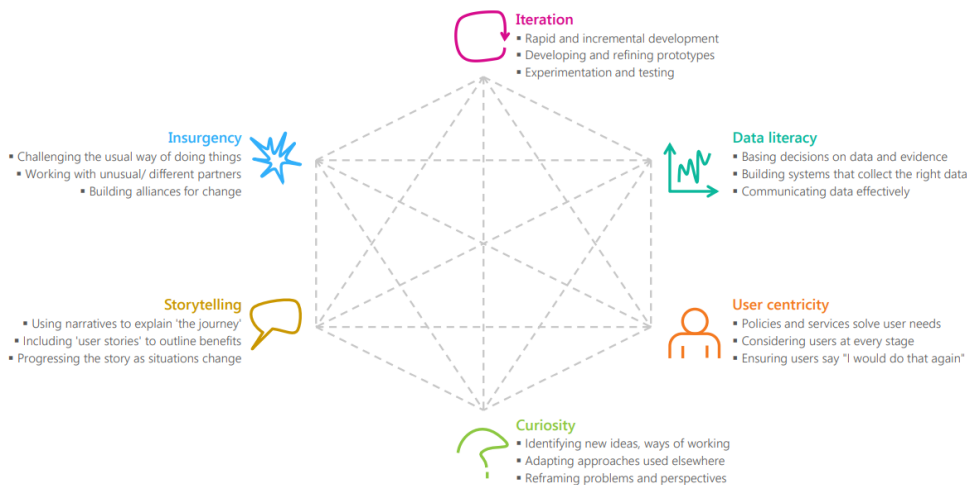 Iteration
▪ Rapid and incremental development
▪ Developing and refining prototypes
▪ Experimentation and testing
Insurgency
▪ Challenging the usual way of doing things
▪ Working with unusual/ different partners
▪ Building alliances for change
Data literacy
▪ Basing decisions on data and evidence
▪ Building systems that collect the right data
▪ Communicating data effectively
Storytelling
▪ Using narratives to explain 'the journey'
▪ Including 'user stories' to outline benefits
▪ Progressing the story as situations change
User centricity
▪ Policies and services solve user needs
▪ Considering users at every stage
▪ Ensuring users say "I would do that again"
Curiosity
▪ Identifying new ideas, ways of working
▪ Adapting approaches used elsewhere
▪ Reframing problems and perspectives